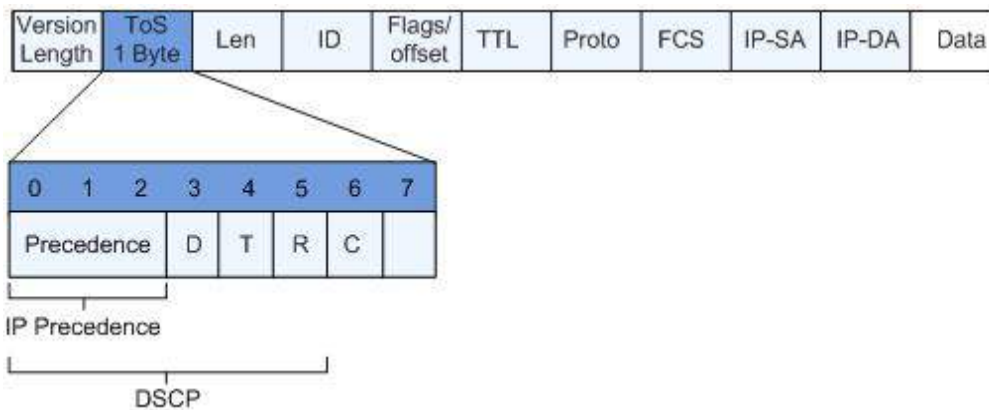 Version Length ToS 1 Byte Len ID Flags/ offset TTL Proto FCS IP-SA IP-DA Data
0 1 2 3 4 5 6 7
Precedence D T R C
IP Precedence
DSCP